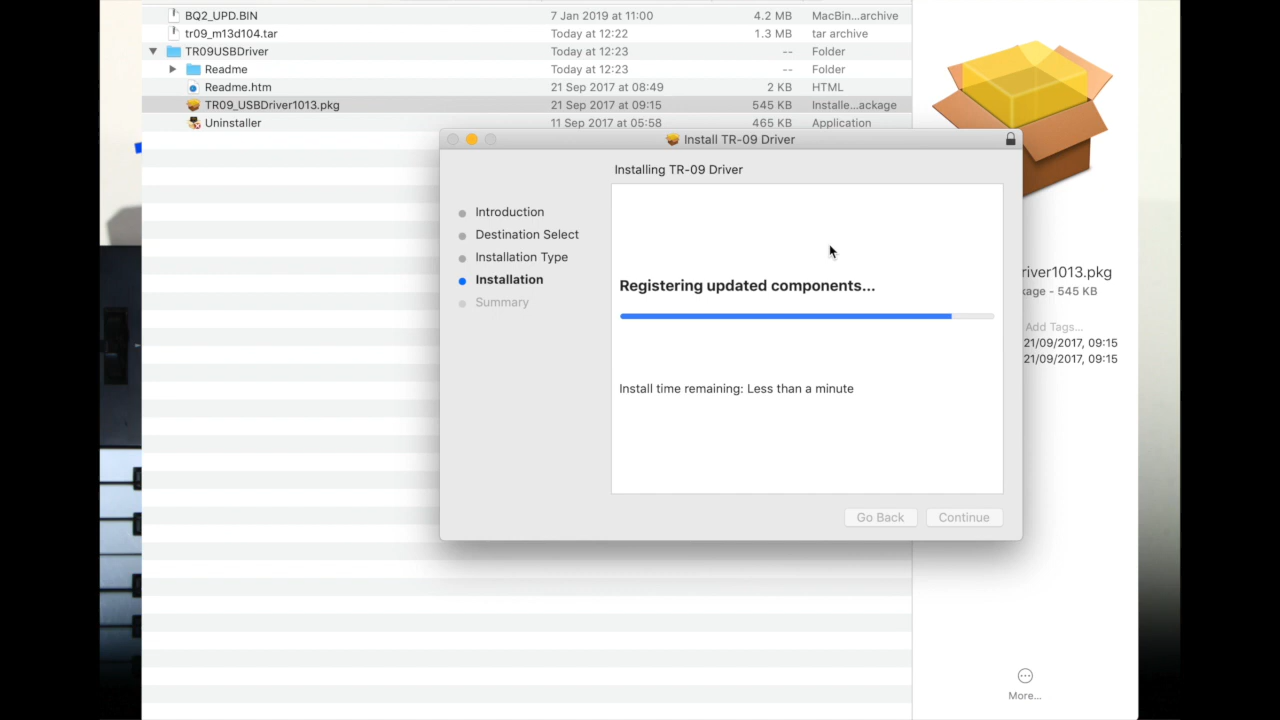 BQ2_UPD.BIN 7 Jan 2019 at 11:00 4.2 MB MacBin...archive
tr09_m13d104.tar Today at 12:22 1.3 MB tar archive
TR09USBDriver Today at 12:23 -- Folder
Readme Today at 12:23 -- Folder
Readme.htm 21 Sep 2017 at 08:49 2 KB HTML
TR09_USBDriver1013.pkg 21 Sep 2017 at 09:15 545 KB Installe...ackage
Uninstaller 11 Sep 2017 at 05:58 465 KB Application
Install TR-09 Driver
Installing TR-09 Driver
Introduction
Destination Select
Installation Type
Installation
Summary
Registering updated components...
Install time remaining: Less than a minute
Go Back Continue
river1013.pkg
kage - 545 KB
Add Tags...
21/09/2017, 09:15
21/09/2017, 09:15
More...